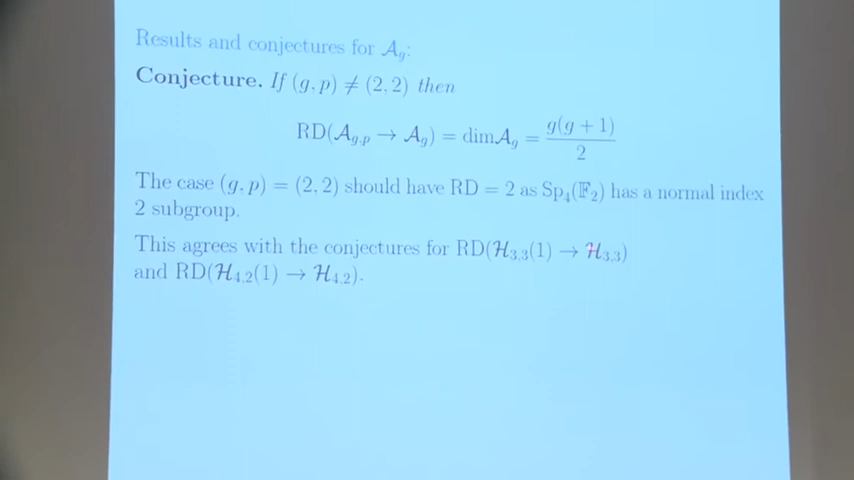 Results and conjectures for 𝒜_g:
Conjecture. If (g, p) ≠ (2, 2) then
RD(𝒜_{g,p} → 𝒜_g) = dim𝒜_g = g(g + 1)/2
The case (g, p) = (2, 2) should have RD = 2 as Sp_4(𝔽_2) has a normal index
2 subgroup.
This agrees with the conjectures for RD(ℋ_{3,3}(1) → ℋ_{3,3})
and RD(ℋ_{4,2}(1) → ℋ_{4,2}).